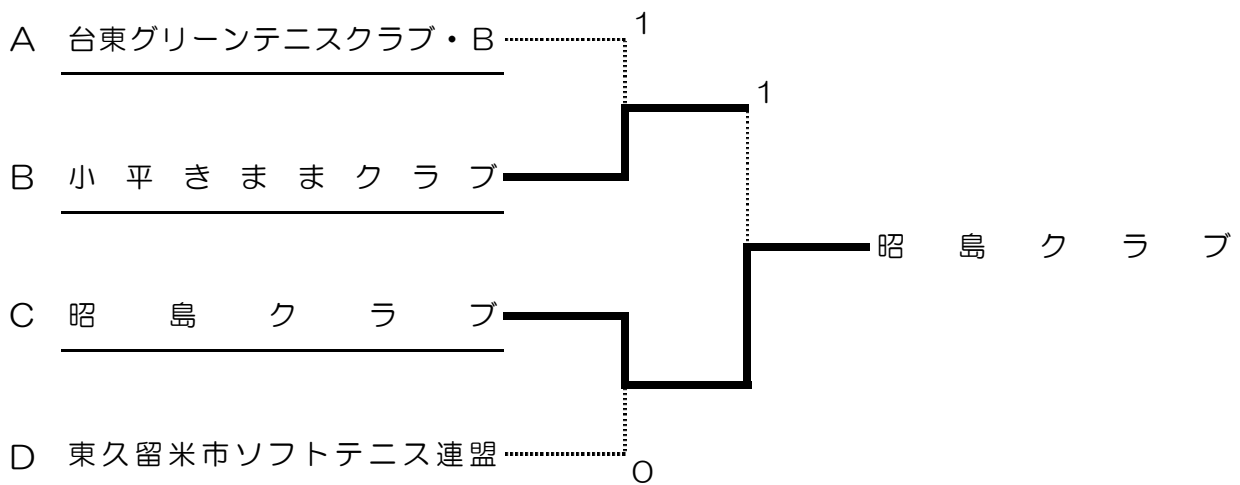 1
A 台東グリーンテニスクラブ・B
1
B 小平きままクラブ
昭島クラブ
C 昭島クラブ
D 東久留米市ソフトテニス連盟
0